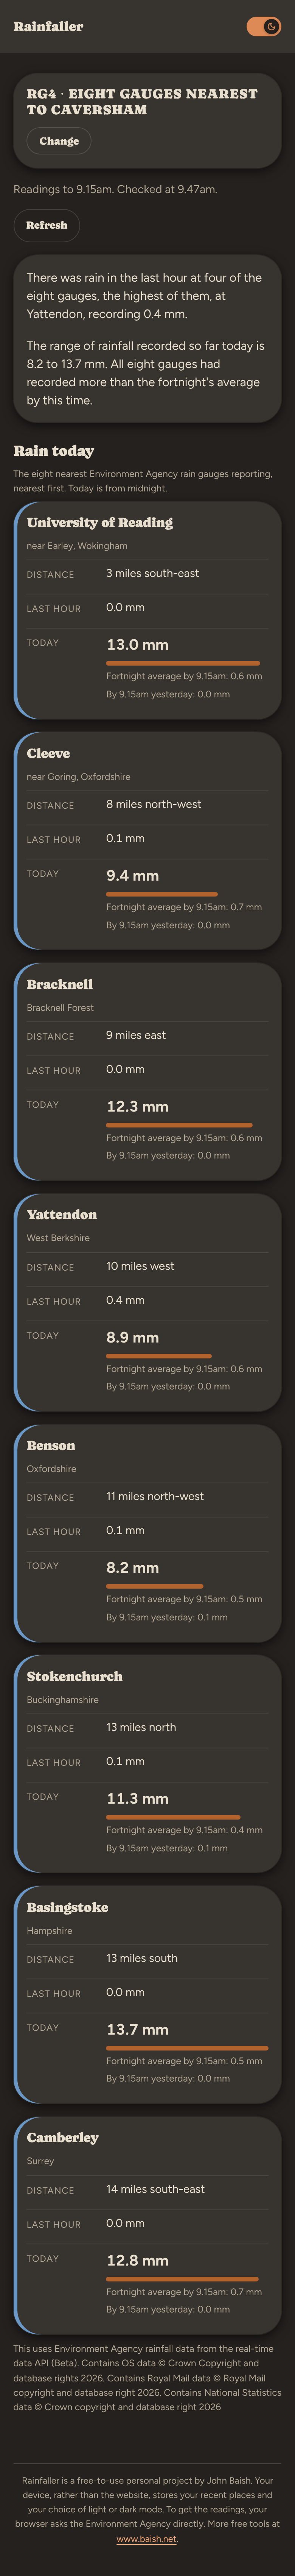 Rainfaller
RG4 · EIGHT GAUGES NEAREST
TO CAVERSHAM
Change
Readings to 9.15am. Checked at 9.47am.
Refresh
There was rain in the last hour at four of the
eight gauges, the highest of them, at
Yattendon, recording 0.4 mm.
The range of rainfall recorded so far today is
8.2 to 13.7 mm. All eight gauges had
recorded more than the fortnight's average
by this time.
Rain today
The eight nearest Environment Agency rain gauges reporting,
nearest first. Today is from midnight.
University of Reading
near Earley, Wokingham
DISTANCE 3 miles south-east
LAST HOUR 0.0 mm
TODAY 13.0 mm
Fortnight average by 9.15am: 0.6 mm
By 9.15am yesterday: 0.0 mm
Cleeve
near Goring, Oxfordshire
DISTANCE 8 miles north-west
LAST HOUR 0.1 mm
TODAY 9.4 mm
Fortnight average by 9.15am: 0.7 mm
By 9.15am yesterday: 0.0 mm
Bracknell
Bracknell Forest
DISTANCE 9 miles east
LAST HOUR 0.0 mm
TODAY 12.3 mm
Fortnight average by 9.15am: 0.6 mm
By 9.15am yesterday: 0.0 mm
Yattendon
West Berkshire
DISTANCE 10 miles west
LAST HOUR 0.4 mm
TODAY 8.9 mm
Fortnight average by 9.15am: 0.6 mm
By 9.15am yesterday: 0.0 mm
Benson
Oxfordshire
DISTANCE 11 miles north-west
LAST HOUR 0.1 mm
TODAY 8.2 mm
Fortnight average by 9.15am: 0.5 mm
By 9.15am yesterday: 0.1 mm
Stokenchurch
Buckinghamshire
DISTANCE 13 miles north
LAST HOUR 0.1 mm
TODAY 11.3 mm
Fortnight average by 9.15am: 0.4 mm
By 9.15am yesterday: 0.1 mm
Basingstoke
Hampshire
DISTANCE 13 miles south
LAST HOUR 0.0 mm
TODAY 13.7 mm
Fortnight average by 9.15am: 0.5 mm
By 9.15am yesterday: 0.0 mm
Camberley
Surrey
DISTANCE 14 miles south-east
LAST HOUR 0.0 mm
TODAY 12.8 mm
Fortnight average by 9.15am: 0.7 mm
By 9.15am yesterday: 0.0 mm
This uses Environment Agency rainfall data from the real-time
data API (Beta). Contains OS data © Crown Copyright and
database rights 2026. Contains Royal Mail data © Royal Mail
copyright and database right 2026. Contains National Statistics
data © Crown copyright and database right 2026
Rainfaller is a free-to-use personal project by John Baish. Your
device, rather than the website, stores your recent places and
your choice of light or dark mode. To get the readings, your
browser asks the Environment Agency directly. More free tools at
www.baish.net.